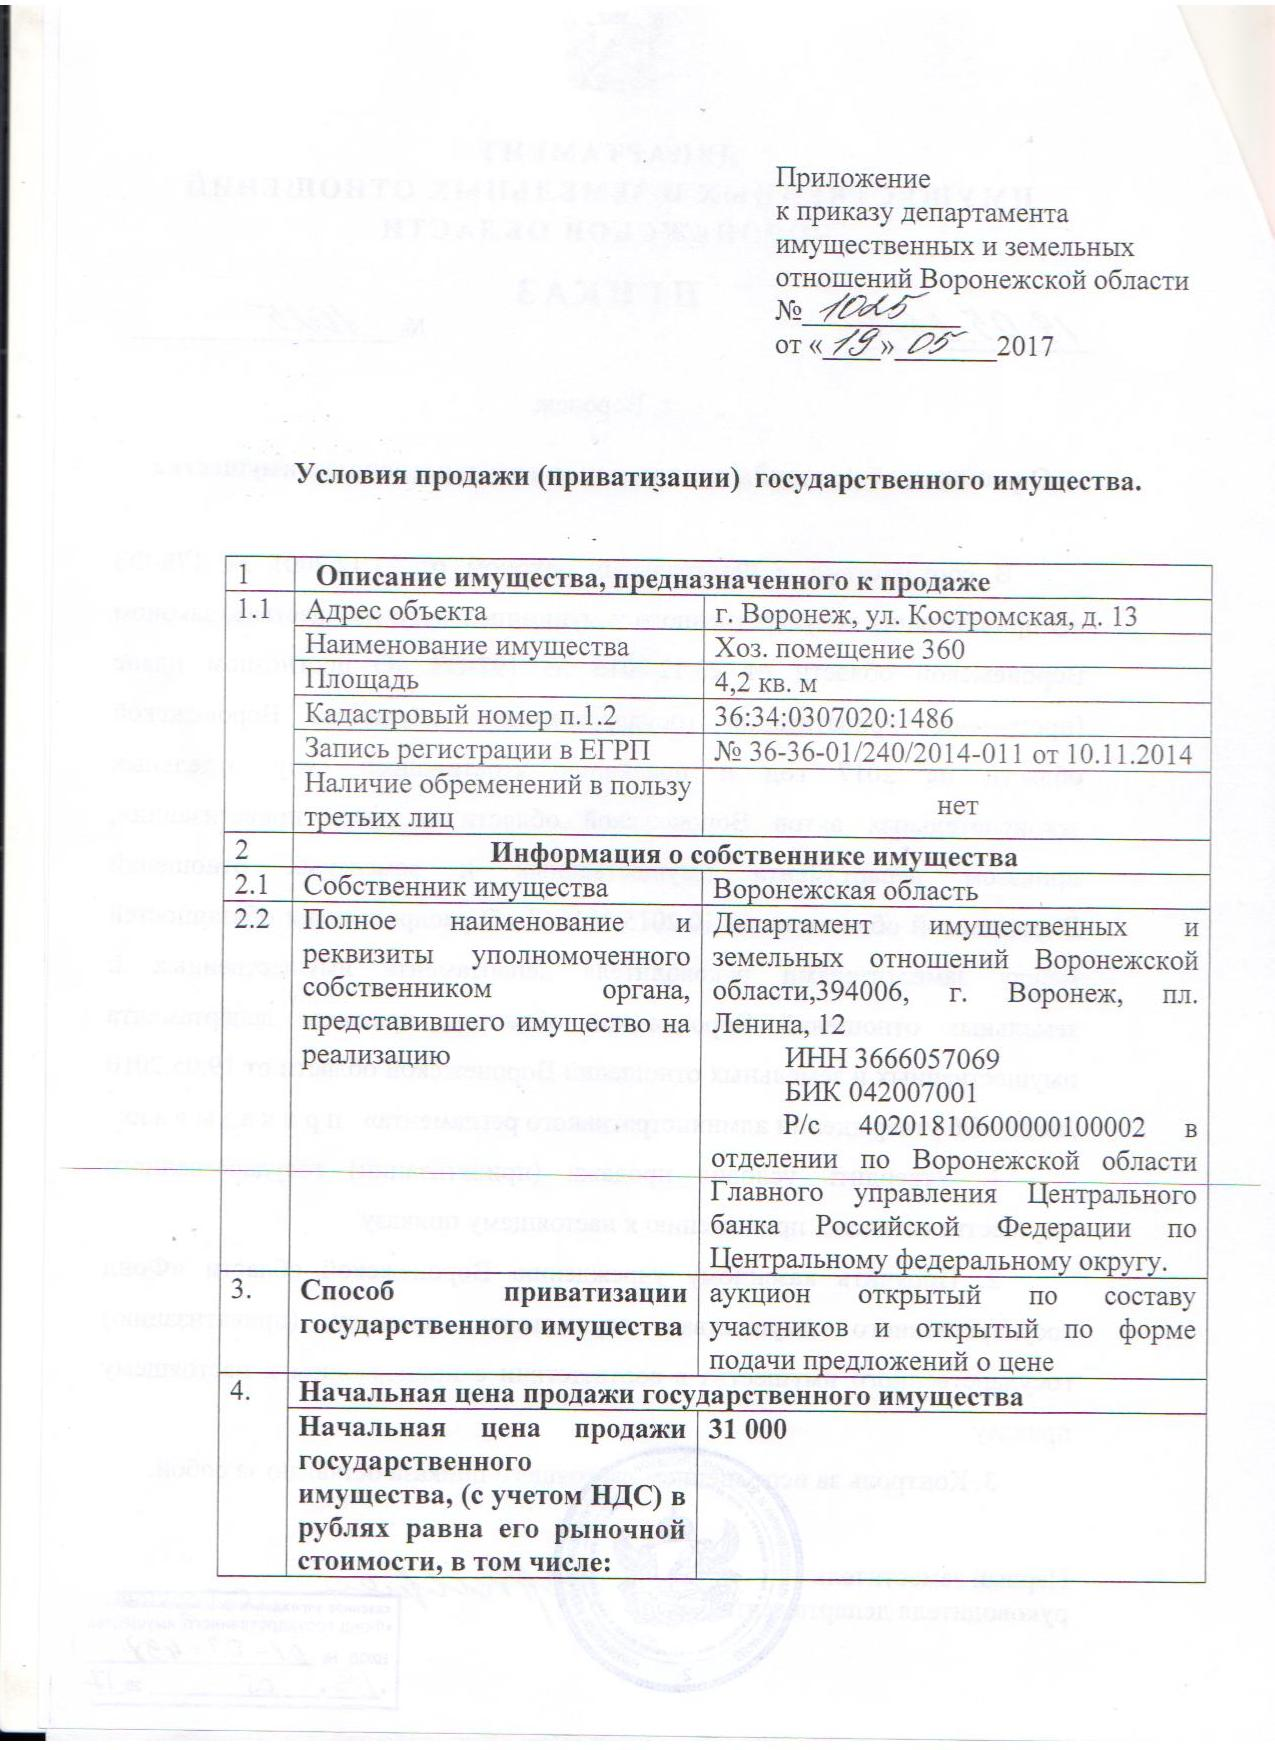 Приложение
к приказу департамента
имущественных и земельных
отношений Воронежской области
№ 1025
от «19» 05 2017
Условия продажи (приватизации) государственного имущества.
1 Описание имущества, предназначенного к продаже
1.1 Адрес объекта г. Воронеж, ул. Костромская, д. 13
Наименование имущества Хоз. помещение 360
Площадь 4,2 кв. м
Кадастровый номер п.1.2 36:34:0307020:1486
Запись регистрации в ЕГРП № 36-36-01/240/2014-011 от 10.11.2014
Наличие обременений в пользу
третьих лиц
нет
2 Информация о собственнике имущества
2.1 Собственник имущества Воронежская область
2.2 Полное наименование и
реквизиты уполномоченного
собственником органа,
представившего имущество на
реализацию
Департамент имущественных и
земельных отношений Воронежской
области,394006, г. Воронеж, пл.
Ленина, 12
ИНН 3666057069
БИК 042007001
Р/с 40201810600000100002 в
отделении по Воронежской области
Главного управления Центрального
банка Российской Федерации по
Центральному федеральному округу.
3. Способ приватизации
государственного имущества
аукцион открытый по составу
участников и открытый по форме
подачи предложений о цене
4. Начальная цена продажи государственного имущества
Начальная цена продажи
государственного
имущества, (с учетом НДС) в
рублях равна его рыночной
стоимости, в том числе:
31 000